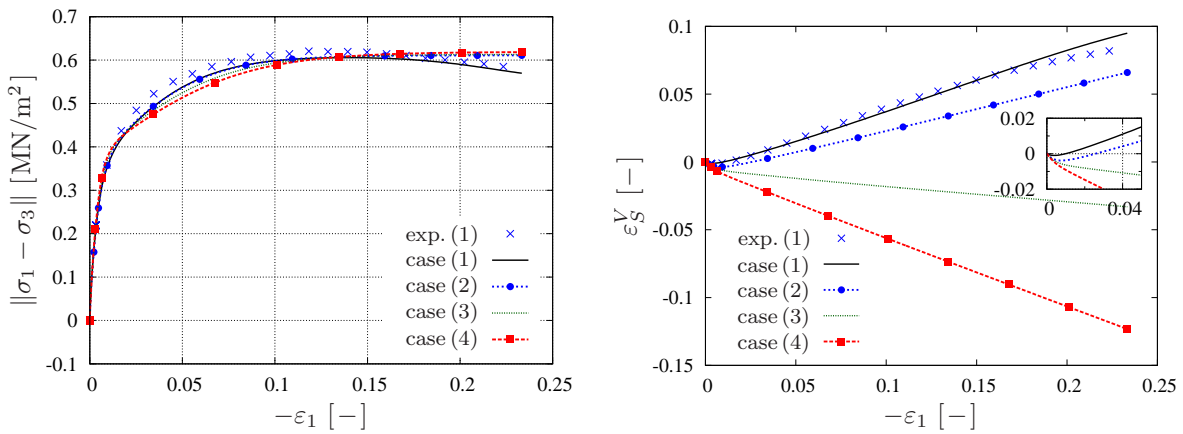 0.7
0.6
0.5
0.4
0.3
0.2
0.1
0
-0.1
||σ₁ − σ₃|| [MN/m²]
exp. (1)
case (1)
case (2)
case (3)
case (4)
0 0.05 0.1 0.15 0.2 0.25
−ε₁ [−]
0.1
0.05
0
-0.05
-0.1
-0.15
ε_S^V [−]
0.02
0
-0.02
0 0.04
exp. (1)
case (1)
case (2)
case (3)
case (4)
0 0.05 0.1 0.15 0.2 0.25
−ε₁ [−]